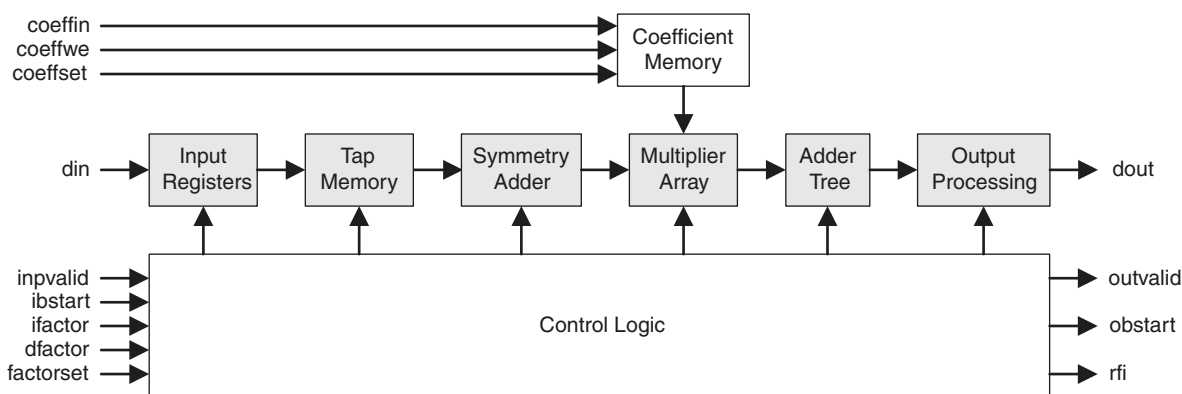 coeffin
coeffwe
coeffset
Coefficient
Memory
din
Input
Registers
Tap
Memory
Symmetry
Adder
Multiplier
Array
Adder
Tree
Output
Processing
dout
inpvalid
ibstart
ifactor
dfactor
factorset
Control Logic
outvalid
obstart
rfi